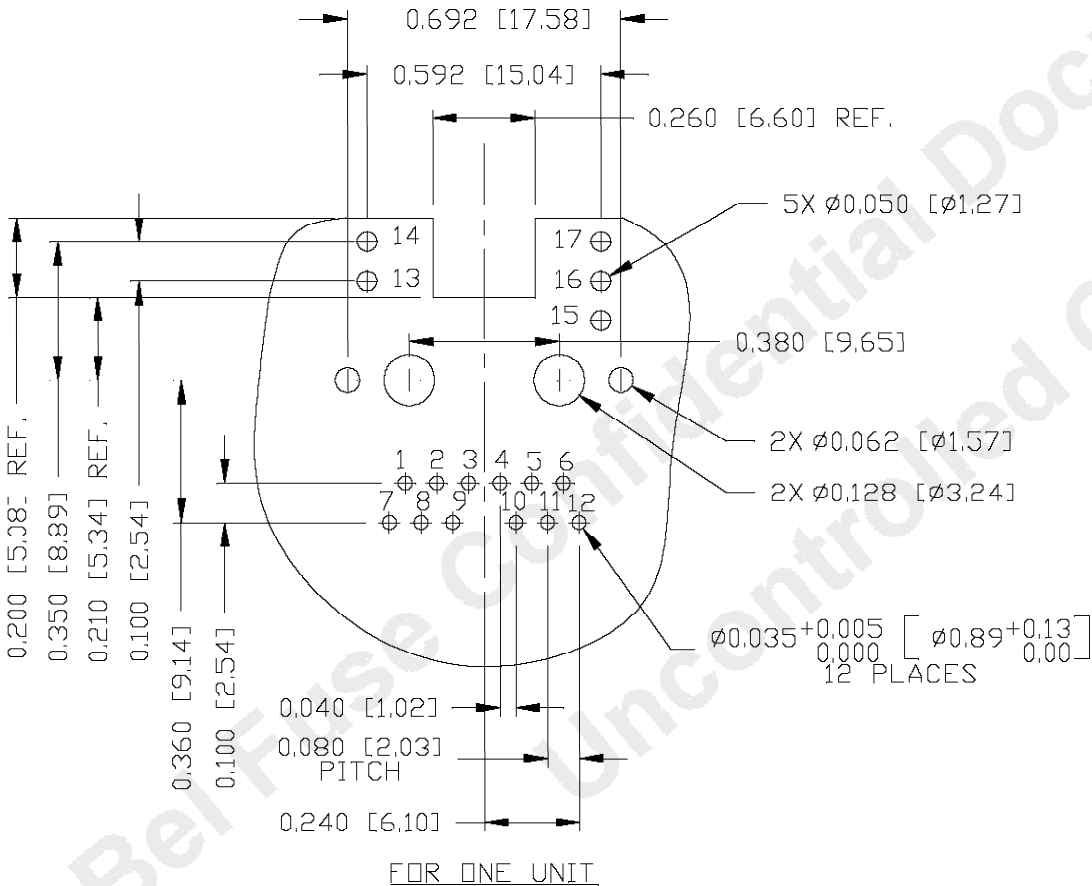 0.692 [17.58]
0.592 [15.04]
0.260 [6.60] REF.
5X Ø0.050 [Ø1.27]
14
17
13
16
15
0.380 [9.65]
2X Ø0.062 [Ø1.57]
2X Ø0.128 [Ø3.24]
1 2 3 4 5 6
7 8 9 10 11 12
0.200 [5.08] REF.
0.350 [8.89]
0.210 [5.34] REF.
0.100 [2.54]
0.360 [9.14]
0.100 [2.54]
Ø0.035 +0.005 0.000 [ Ø0.89 +0.13 0.00 ]
12 PLACES
0.040 [1.02]
0.080 [2.03]
PITCH
0.240 [6.10]
FOR ONE UNIT
Bel Fuse Confidential Docu
Uncontrolled C